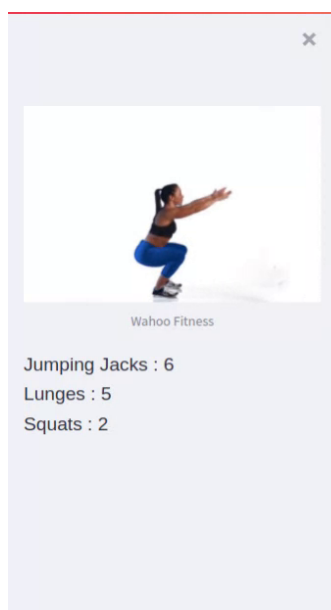 ×
Wahoo Fitness
Jumping Jacks : 6
Lunges : 5
Squats : 2